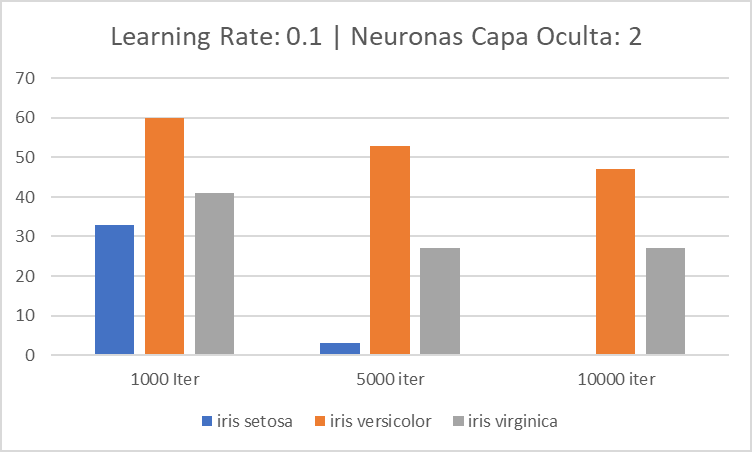 Learning Rate: 0.1 | Neuronas Capa Oculta: 2
70
60
50
40
30
20
10
0
1000 Iter 5000 iter 10000 iter
iris setosa iris versicolor iris virginica